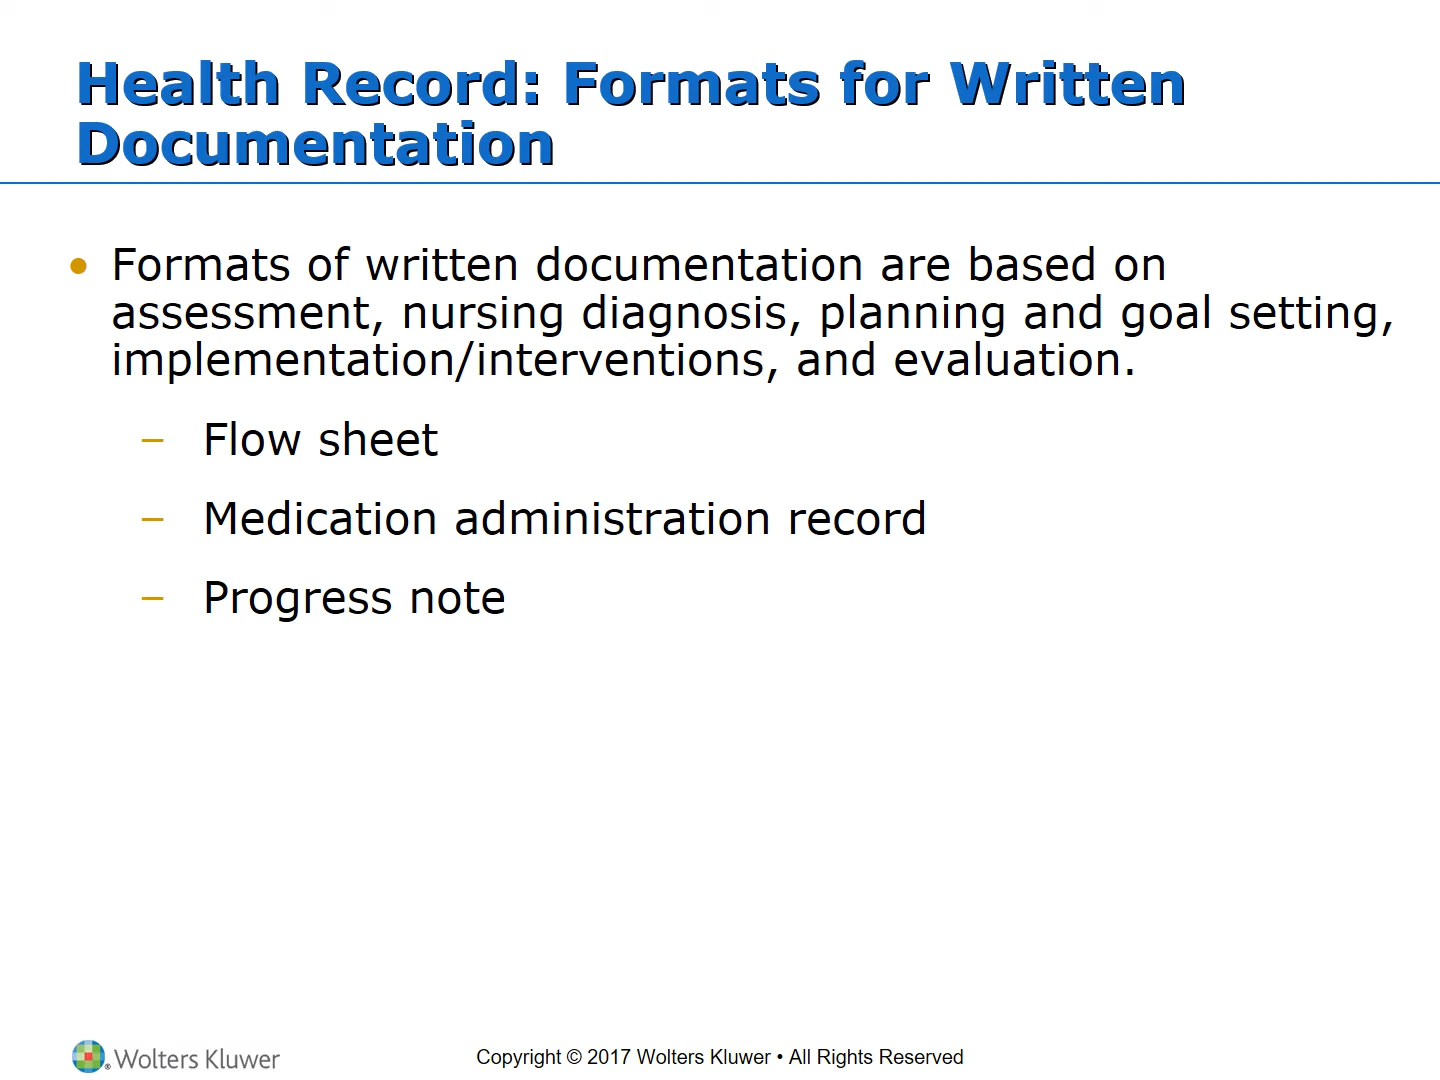 Health Record: Formats for Written
Documentation
• Formats of written documentation are based on
assessment, nursing diagnosis, planning and goal setting,
implementation/interventions, and evaluation.
– Flow sheet
– Medication administration record
– Progress note
® Wolters Kluwer
Copyright © 2017 Wolters Kluwer • All Rights Reserved